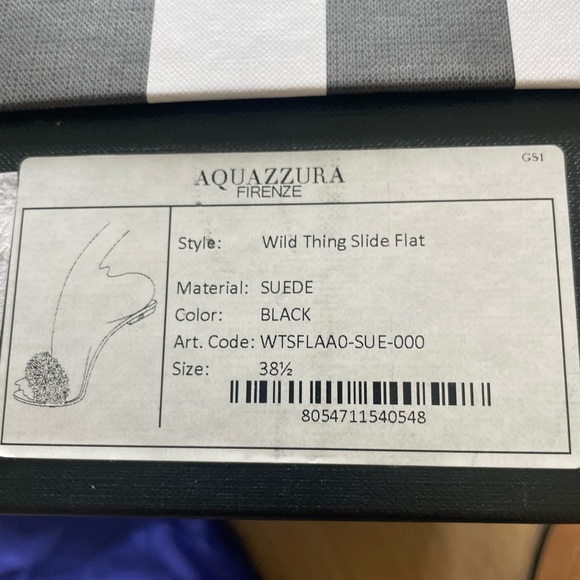 GS1
AQUAZZURA
FIRENZE
Style: Wild Thing Slide Flat
Material: SUEDE
Color: BLACK
Art. Code: WTSFLAA0-SUE-000
Size: 38½
8054711540548